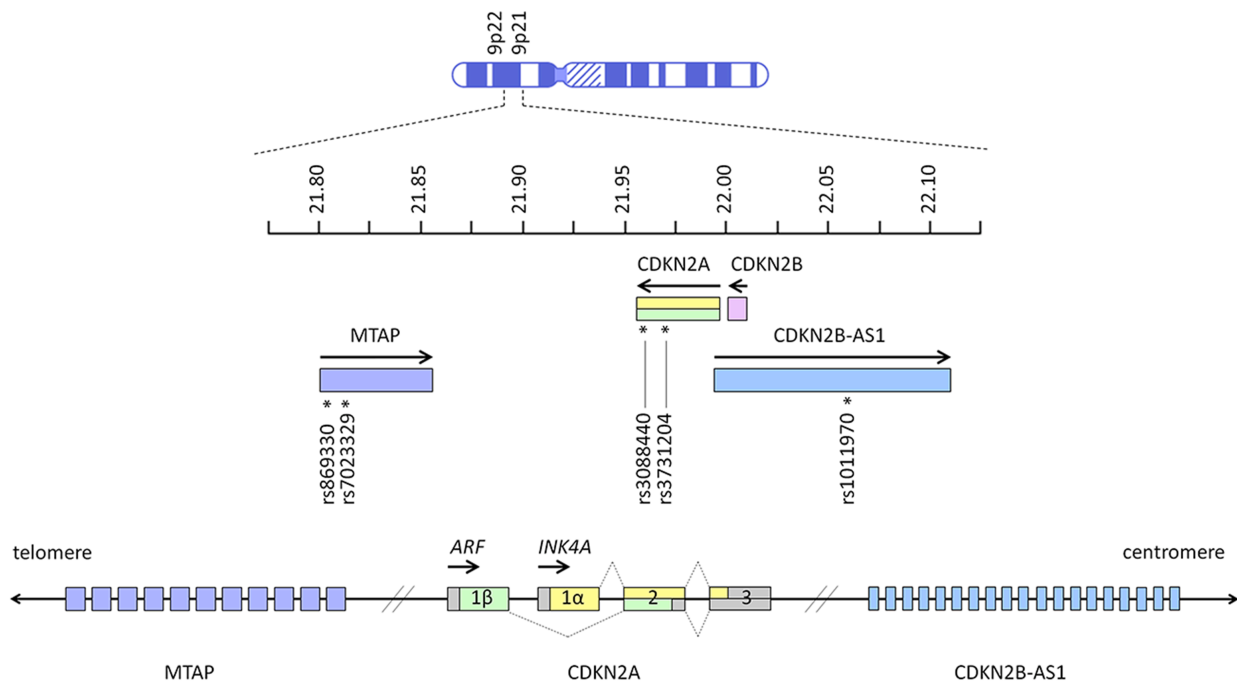 9p22
9p21
21.80
21.85
21.90
21.95
22.00
22.05
22.10
CDKN2A
CDKN2B
MTAP
CDKN2B-AS1
*
*
*
*
*
rs869330
rs7023329
rs3088440
rs3731204
rs1011970
ARF
INK4A
telomere
centromere
1β
1α
2
3
MTAP
CDKN2A
CDKN2B-AS1